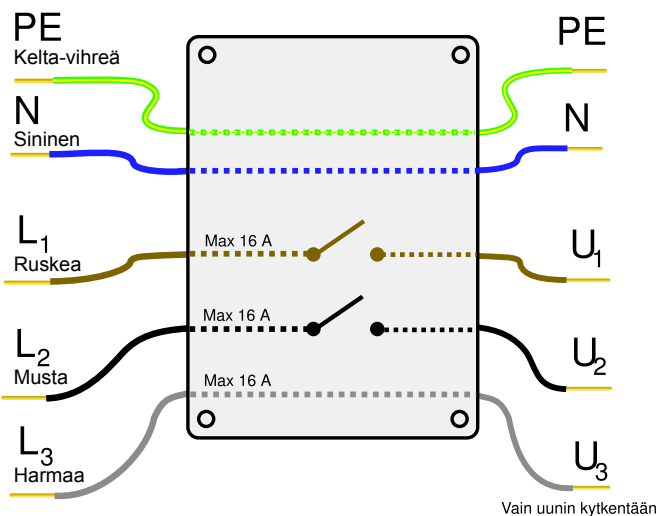 PE
Kelta-vihreä
PE
N
Sininen
N
L1
Ruskea
Max 16 A
U1
L2
Musta
Max 16 A
U2
Max 16 A
L3
Harmaa
U3
Vain uunin kytkentään